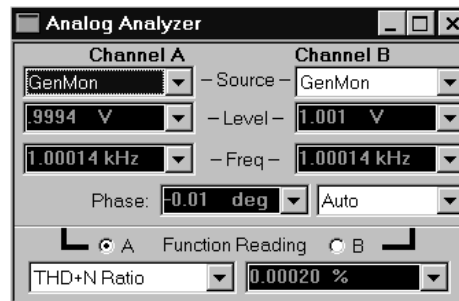 Analog Analyzer
Channel A Channel B
GenMon – Source – GenMon
.9994 V – Level – 1.001 V
1.00014 kHz – Freq – 1.00014 kHz
Phase: -0.01 deg Auto
A Function Reading B
THD+N Ratio 0.00020 %